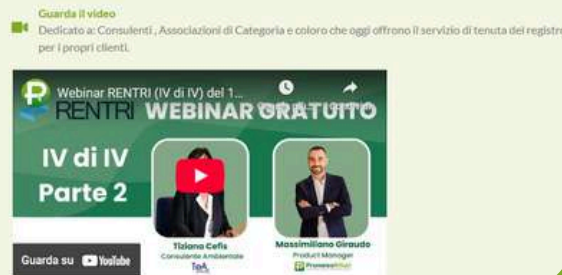 Guarda il video
Dedicato a: Consulenti , Associazioni di Categoria e coloro che oggi offrono il servizio di tenuta del registro
per i propri clienti.
Webinar RENTRI (IV di IV) del 1...
RENTRI WEBINAR GRATUITO
IV di IV
Parte 2
Tiziana Cefis
Consulente Ambientale
Massimiliano Giraudo
Product Manager
Guarda su YouTube